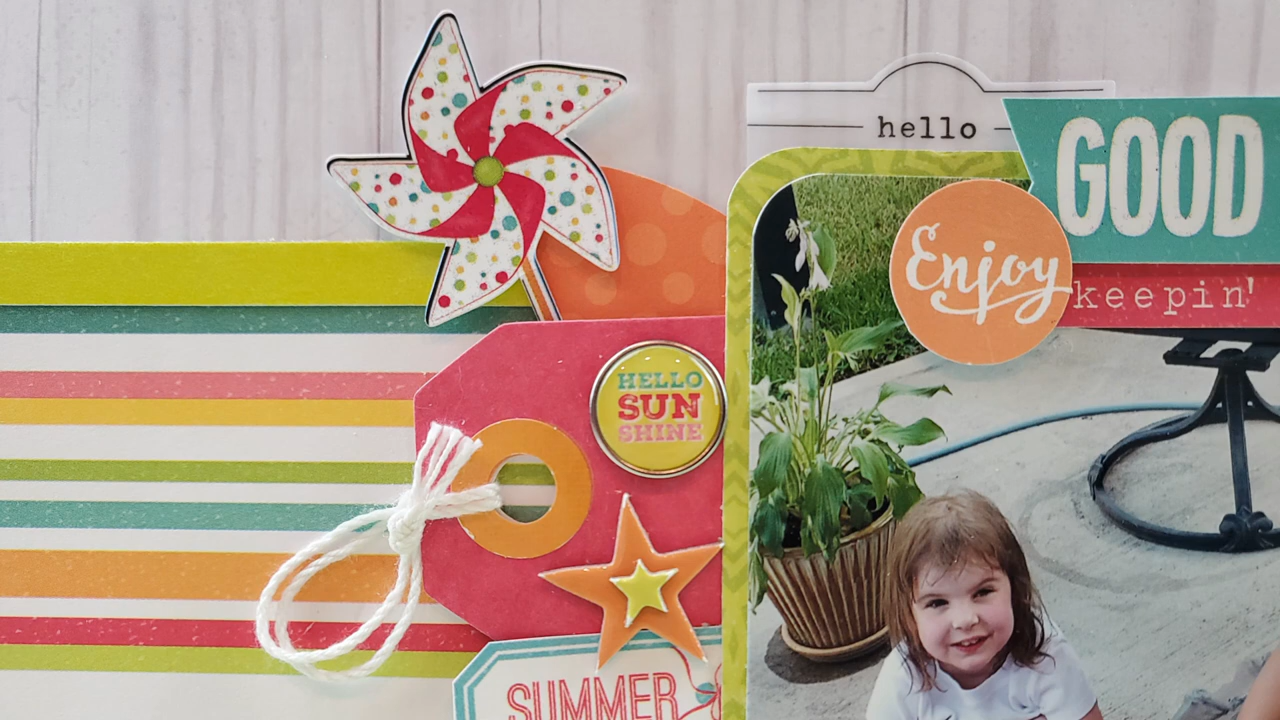 hello
GOOD
Enjoy
keepin'
HELLO
SUN
SHINE
SUMMER